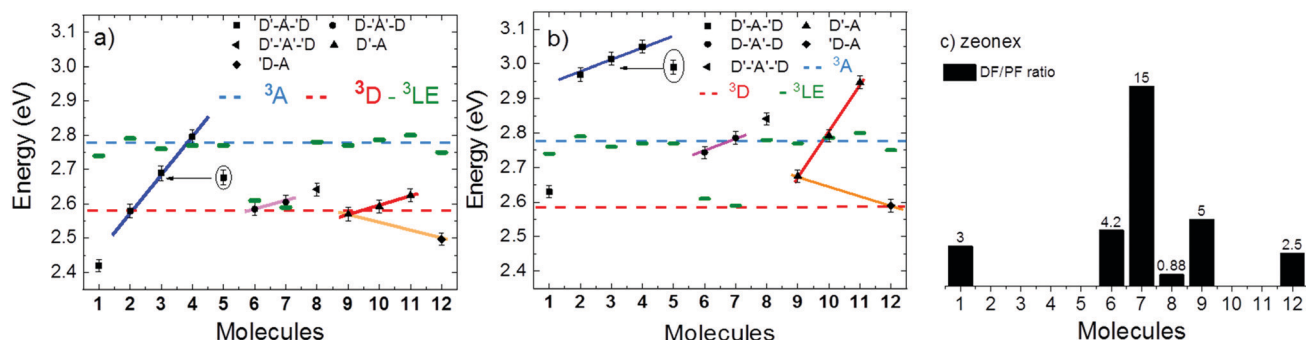 a)
D'-A-'D
D-'A'-D
D'-'A'-'D
D'-A
'D-A
³A
³D
³LE
Energy (eV)
3.1
3.0
2.9
2.8
2.7
2.6
2.5
2.4
1 2 3 4 5 6 7 8 9 10 11 12
Molecules
b)
D'-A-'D
D'-A
D-'A'-D
'D-A
D'-'A'-'D
³A
³D
³LE
Energy (eV)
3.1
3.0
2.9
2.8
2.7
2.6
2.5
2.4
1 2 3 4 5 6 7 8 9 10 11 12
Molecules
c) zeonex
DF/PF ratio
3
4.2
15
0.88
5
2.5
1 2 3 4 5 6 7 8 9 10 11 12
Molecules